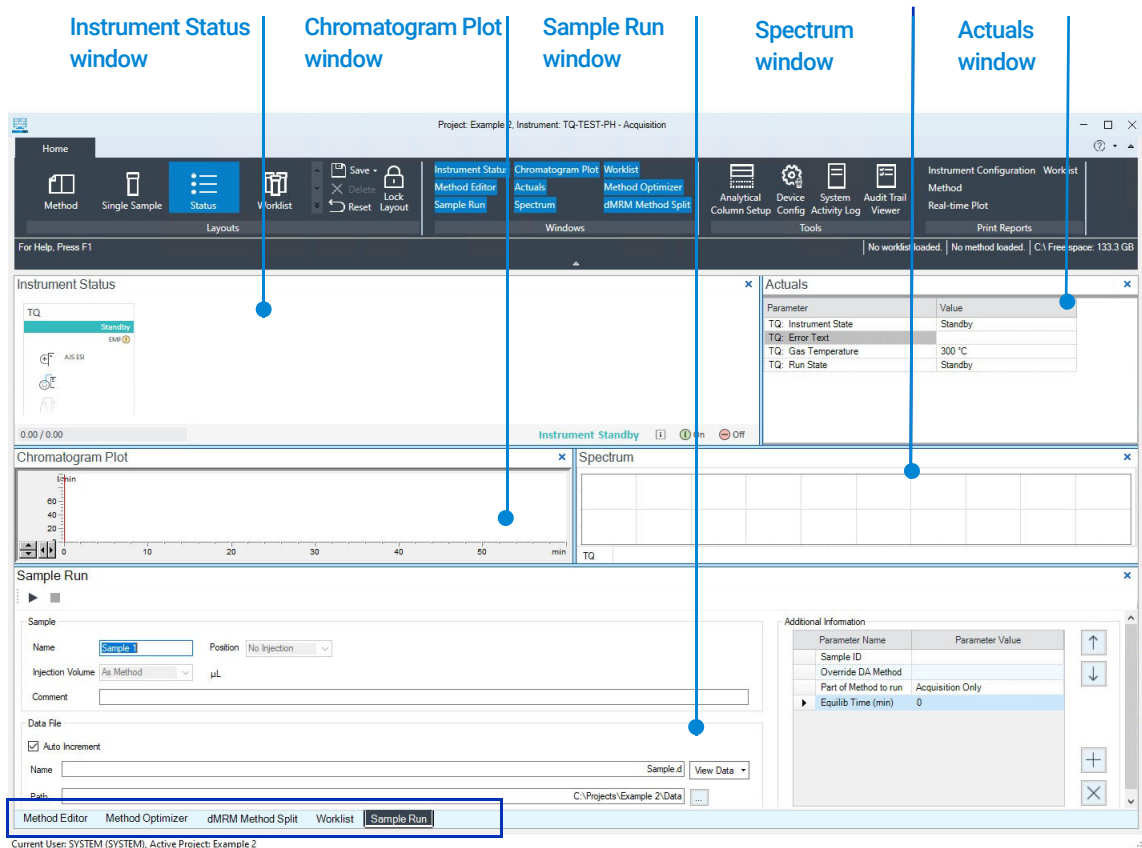 Instrument Status window
Chromatogram Plot window
Sample Run window
Spectrum window
Actuals window
Project: Example 2, Instrument: TQ-TEST-PH - Acquisition
Home
Method
Single Sample
Status
Worklist
Layouts
Save
Delete
Reset
Lock Layout
Instrument Status Chromatogram Plot Worklist
Method Editor Actuals Method Optimizer
Sample Run Spectrum dMRM Method Split
Windows
Analytical Column Setup
Device Config
System Activity Log
Audit Trail Viewer
Tools
Instrument Configuration Worklist
Method
Real-time Plot
Print Reports
For Help, Press F1
No worklist loaded. No method loaded. C:\ Free space: 133.3 GB
Instrument Status
TQ
Standby
EMF
AJS ESI
0.00 / 0.00
Instrument Standby On Off
Actuals
Parameter Value
TQ: Instrument State Standby
TQ: Error Text
TQ: Gas Temperature 300 °C
TQ: Run State Standby
Chromatogram Plot
60
40
20
0 10 20 30 40 50 min
Spectrum
TQ
Sample Run
Sample
Name Sample 1 Position No Injection
Injection Volume As Method µL
Comment
Data File
Auto Increment
Name Sample.d View Data
Path C:\Projects\Example 2\Data ...
Additional Information
Parameter Name Parameter Value
Sample ID
Override DA Method
Part of Method to run Acquisition Only
Equilib Time (min) 0
Method Editor Method Optimizer dMRM Method Split Worklist Sample Run
Current User: SYSTEM (SYSTEM), Active Project: Example 2